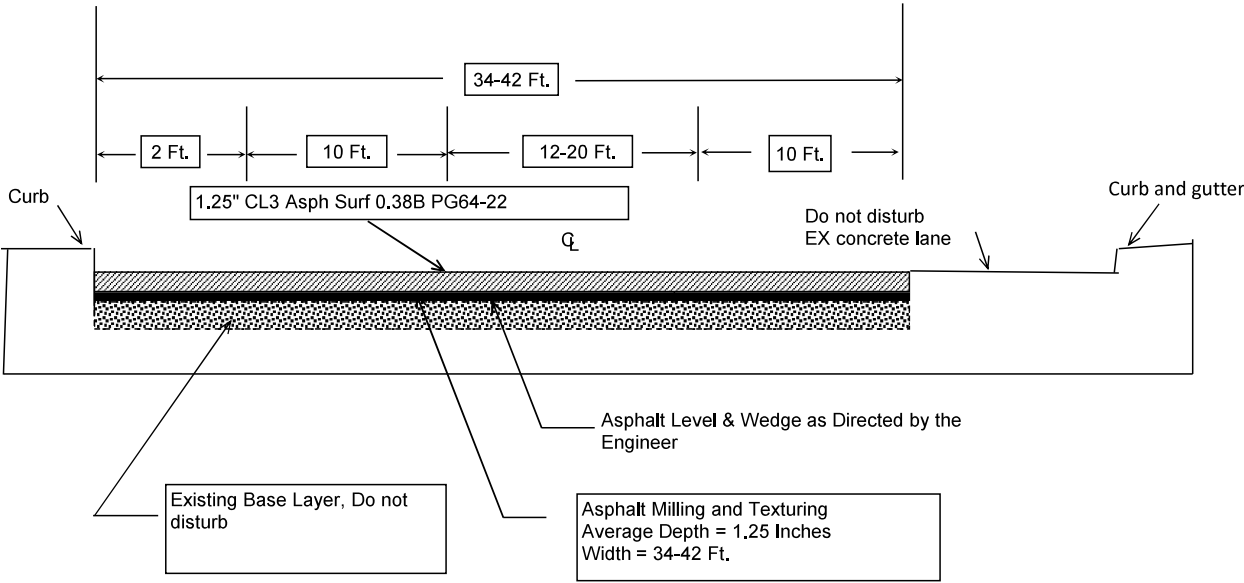 34-42 Ft.
2 Ft.
10 Ft.
12-20 Ft.
10 Ft.
Curb
1.25" CL3 Asph Surf 0.38B PG64-22
Curb and gutter
Do not disturb
EX concrete lane
CL
Asphalt Level & Wedge as Directed by the
Engineer
Existing Base Layer, Do not
disturb
Asphalt Milling and Texturing
Average Depth = 1.25 Inches
Width = 34-42 Ft.